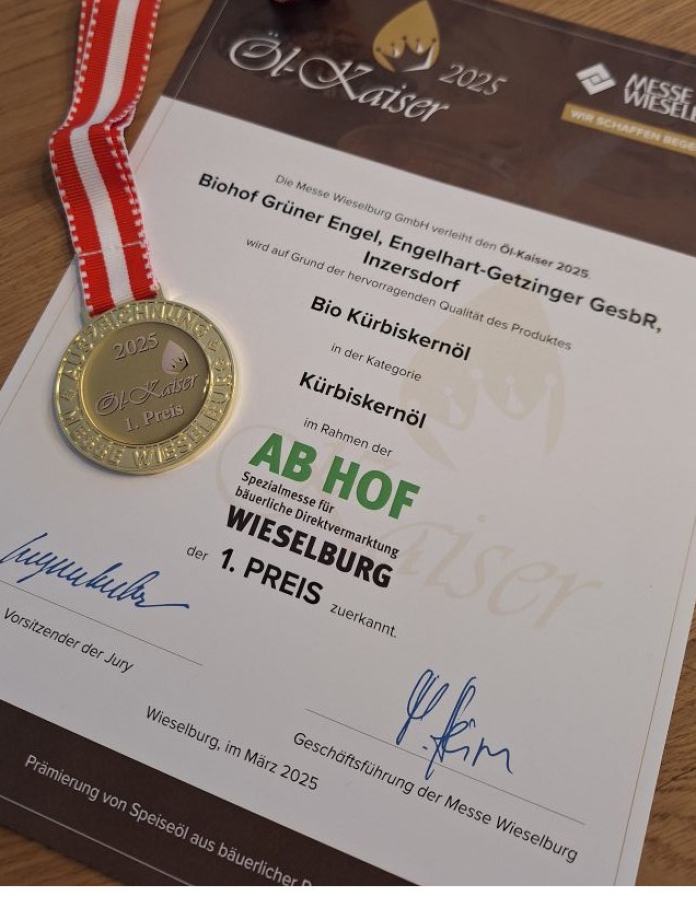 Öl-Kaiser 2025
MESSE
WIESEL
WIR SCHAFFEN BEGE
Die Messe Wieselburg GmbH verleiht den Öl-Kaiser 2025.
Biohof Grüner Engel, Engelhart-Getzinger GesbR,
Inzersdorf
wird auf Grund der hervorragenden Qualität des Produktes
Bio Kürbiskernöl
in der Kategorie
Kürbiskernöl
im Rahmen der
AB HOF
Spezialmesse für
bäuerliche Direktvermarktung
WIESELBURG
der 1. PREIS zuerkannt.
Vorsitzender der Jury
Wieselburg, im März 2025
Geschäftsführung der Messe Wieselburg
Prämierung von Speiseöl aus bäuerlicher
AUSZEICHNUNG
2025
Öl-Kaiser
1. Preis
MESSE WIESELBURG
Kaiser